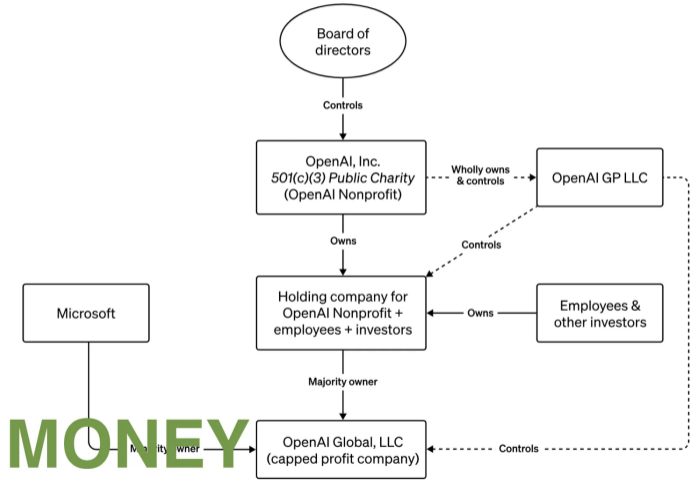 Board of
directors
Controls
OpenAI, Inc.
501(c)(3) Public Charity
(OpenAI Nonprofit)
Wholly owns
& controls
OpenAI GP LLC
Owns
Controls
Microsoft
Holding company for
OpenAI Nonprofit +
employees + investors
Owns
Employees &
other investors
Majority owner
MONEY
owner
OpenAI Global, LLC
(capped profit company)
Controls